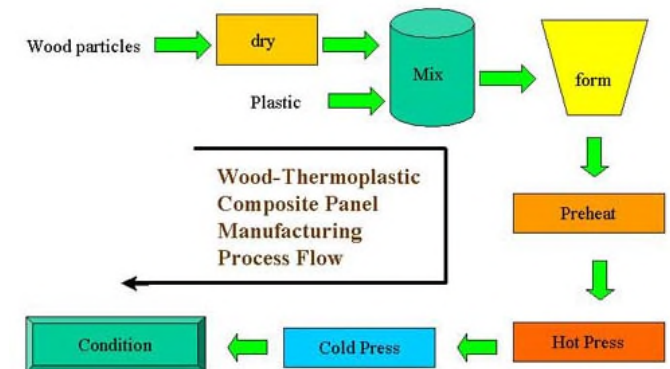 Wood particles
dry
Plastic
Mix
form
Wood-Thermoplastic
Composite Panel
Manufacturing
Process Flow
Preheat
Hot Press
Cold Press
Condition